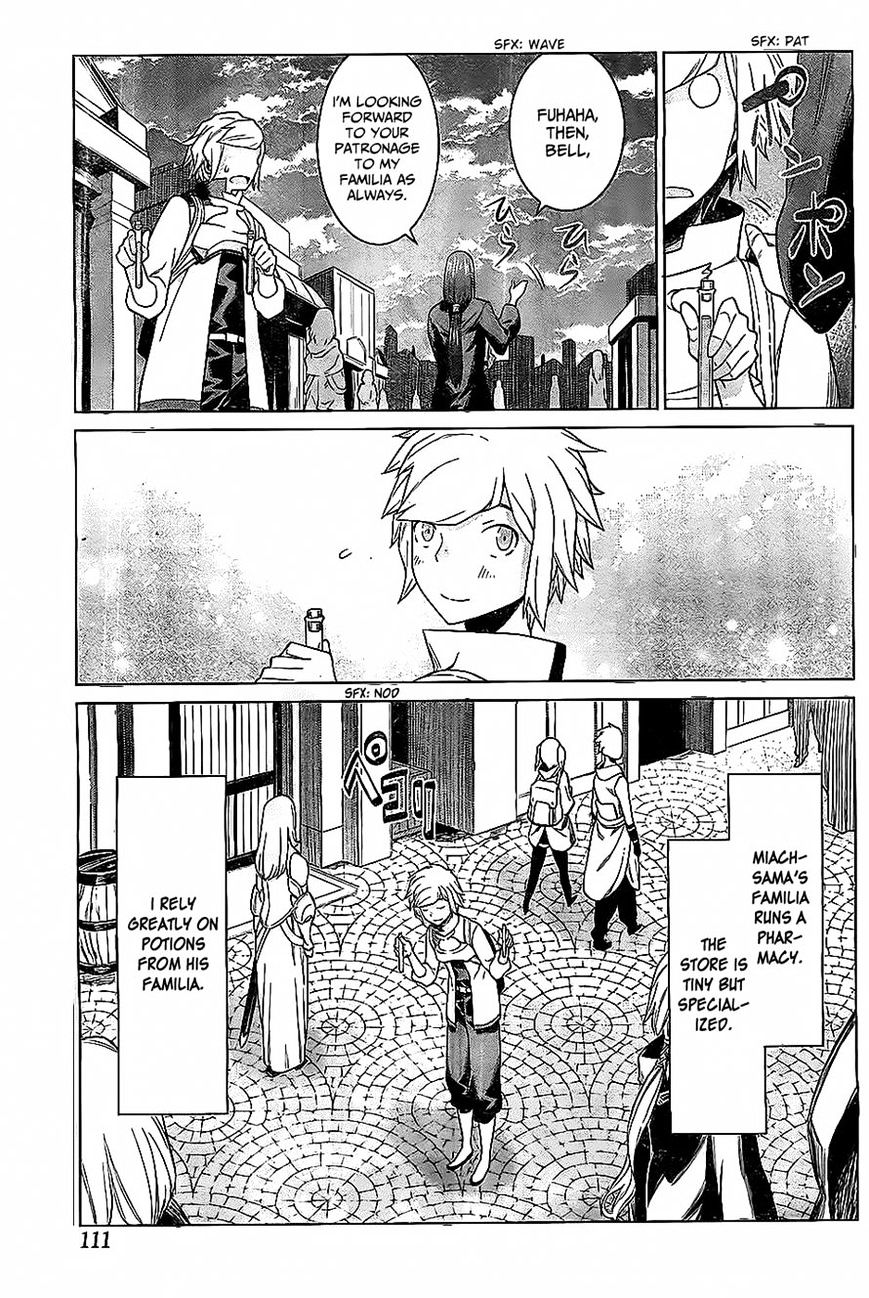 SFX: PAT
ポンポン
SFX: WAVE
FUHAHA,
THEN,
BELL,
I'M LOOKING
FORWARD
TO YOUR
PATRONAGE
TO MY
FAMILIA AS
ALWAYS.
ひら
ひら
SFX: NOD
MIACH-
SAMA'S
FAMILIA
RUNS A
PHAR-
MACY.
THE
STORE IS
TINY BUT
SPECIAL-
IZED.
ペコリ
I RELY
GREATLY ON
POTIONS
FROM HIS
FAMILIA.
111